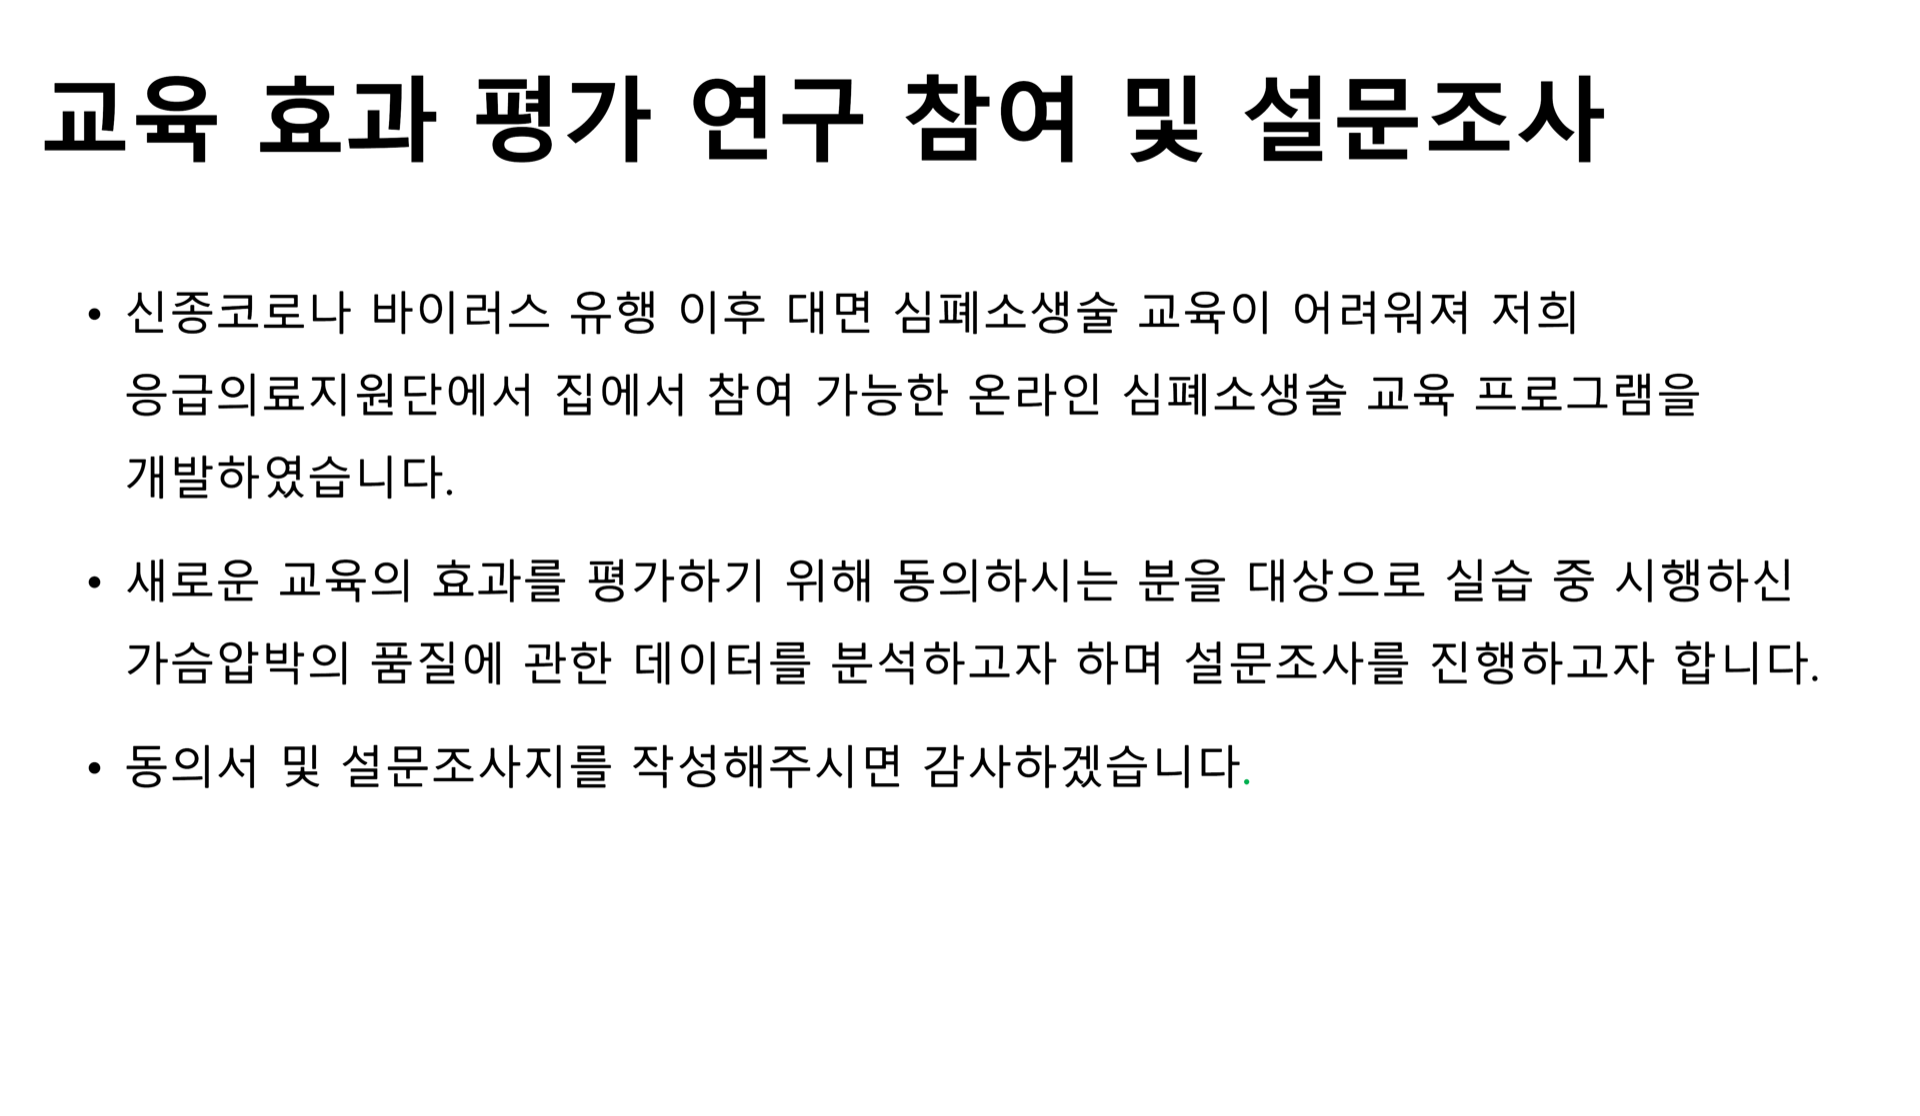 교육 효과 평가 연구 참여 및 설문조사
• 신종코로나 바이러스 유행 이후 대면 심폐소생술 교육이 어려워져 저희
응급의료지원단에서 집에서 참여 가능한 온라인 심폐소생술 교육 프로그램을
개발하였습니다.
• 새로운 교육의 효과를 평가하기 위해 동의하시는 분을 대상으로 실습 중 시행하신
가슴압박의 품질에 관한 데이터를 분석하고자 하며 설문조사를 진행하고자 합니다.
• 동의서 및 설문조사지를 작성해주시면 감사하겠습니다.